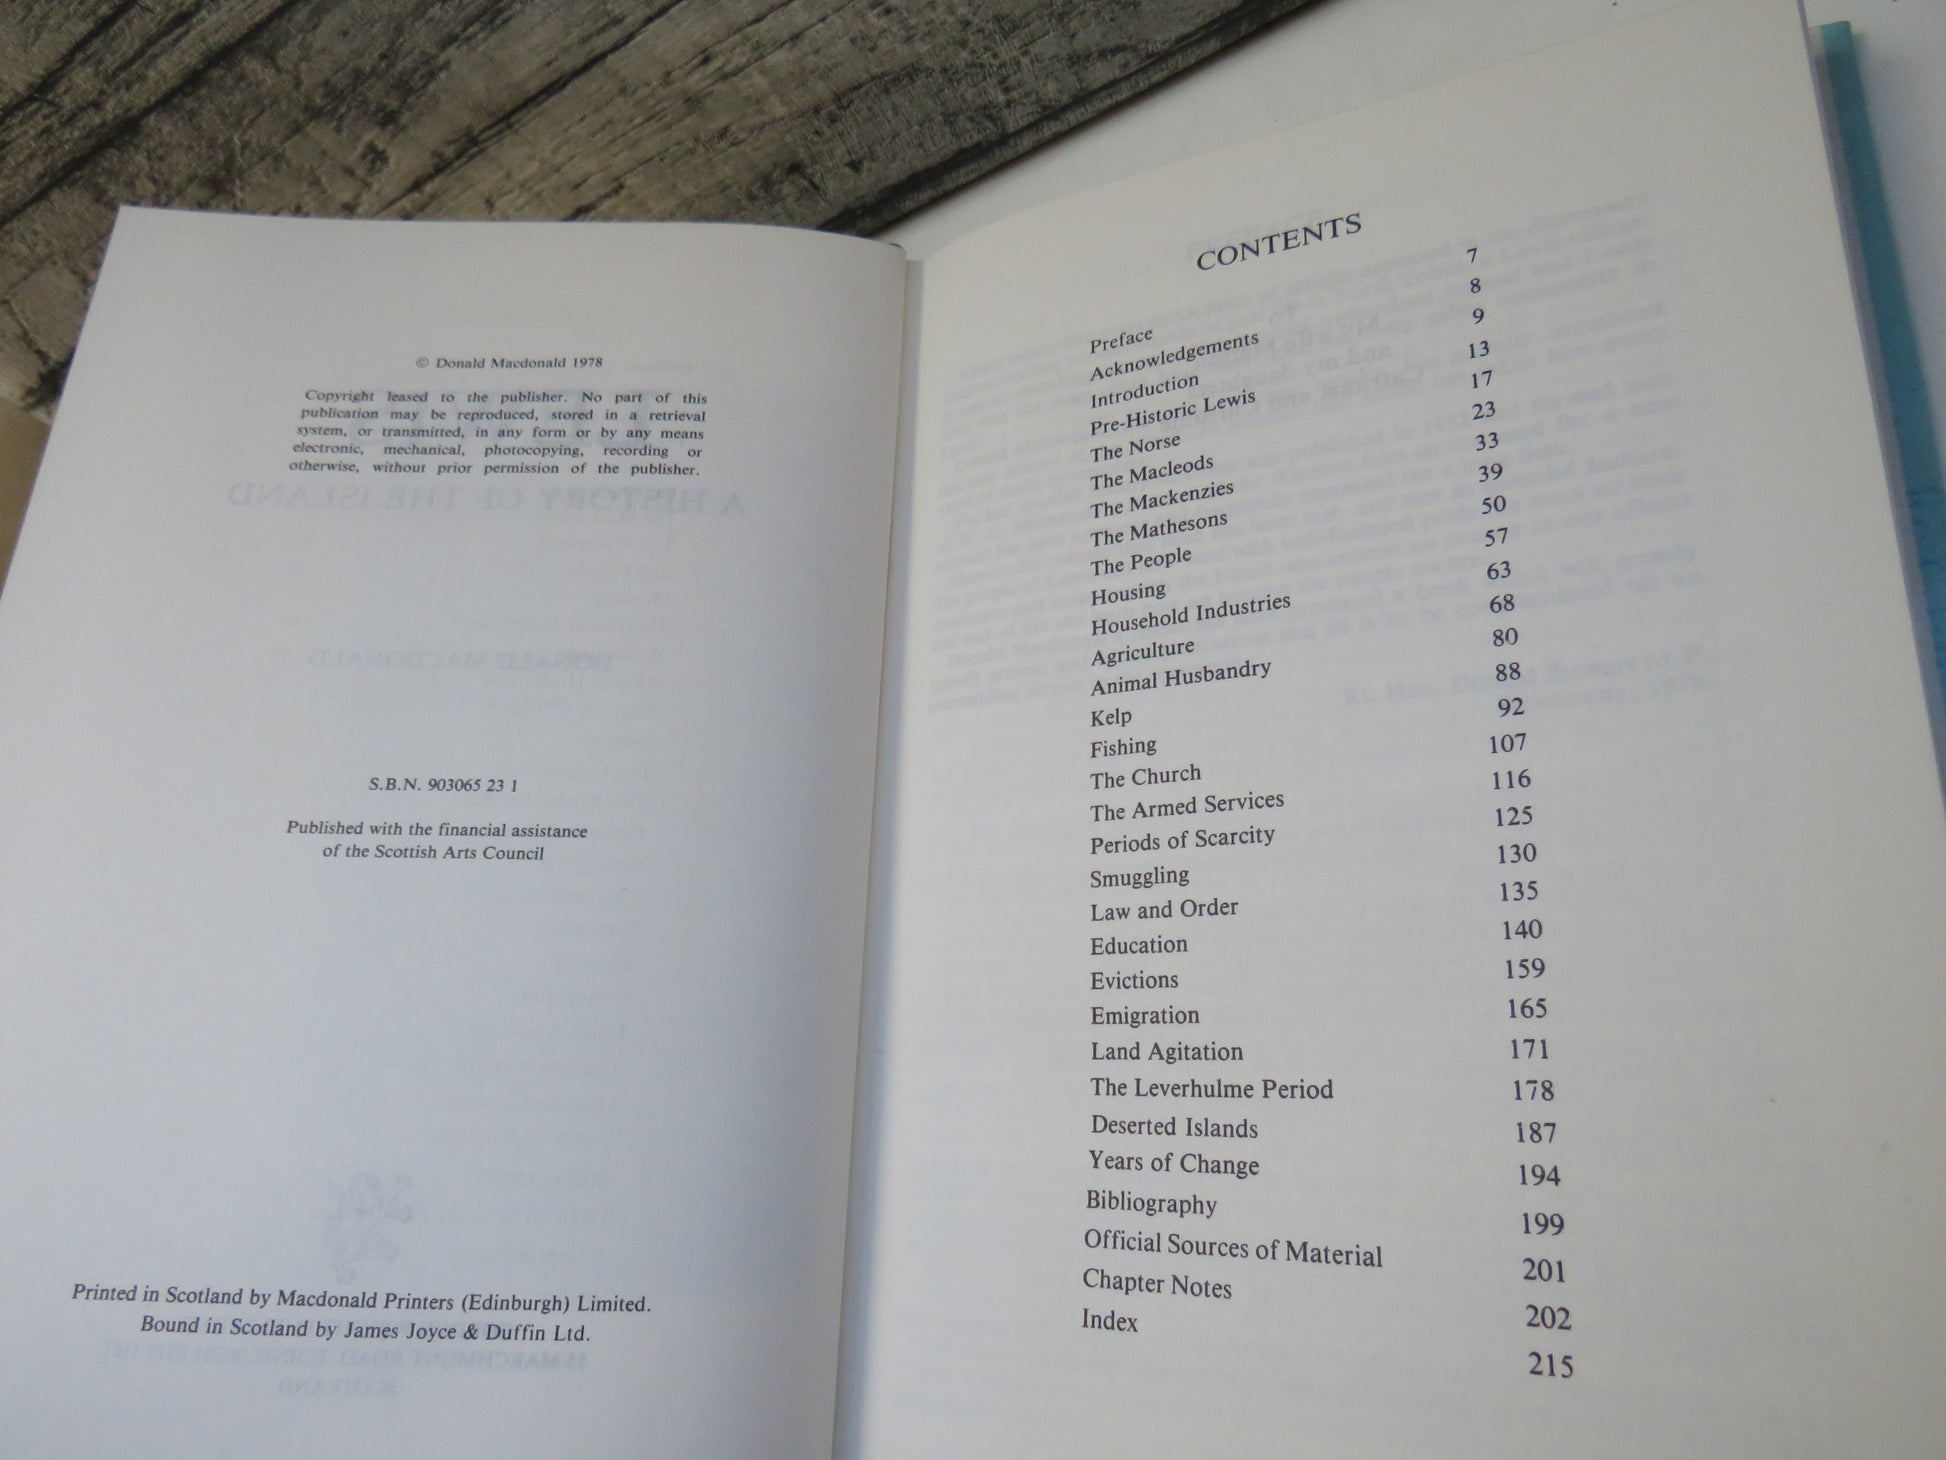 © Donald Macdonald 1978
Copyright leased to the publisher. No part of this
publication may be reproduced, stored in a retrieval
system, or transmitted, in any form or by any means
electronic, mechanical, photocopying, recording or
otherwise, without prior permission of the publisher.
S.B.N. 903065 23 1
Published with the financial assistance
of the Scottish Arts Council
Printed in Scotland by Macdonald Printers (Edinburgh) Limited.
Bound in Scotland by James Joyce & Duffin Ltd.
CONTENTS
Preface 7
Acknowledgements 8
Introduction 9
Pre-Historic Lewis 13
The Norse 17
The Macleods 23
The Mackenzies 33
The Mathesons 39
The People 50
Housing 57
Household Industries 63
Agriculture 68
Animal Husbandry 80
Kelp 88
Fishing 92
The Church 107
The Armed Services 116
Periods of Scarcity 125
Smuggling 130
Law and Order 135
Education 140
Evictions 159
Emigration 165
Land Agitation 171
The Leverhulme Period 178
Deserted Islands 187
Years of Change 194
Bibliography 199
Official Sources of Material 201
Chapter Notes 202
Index 215